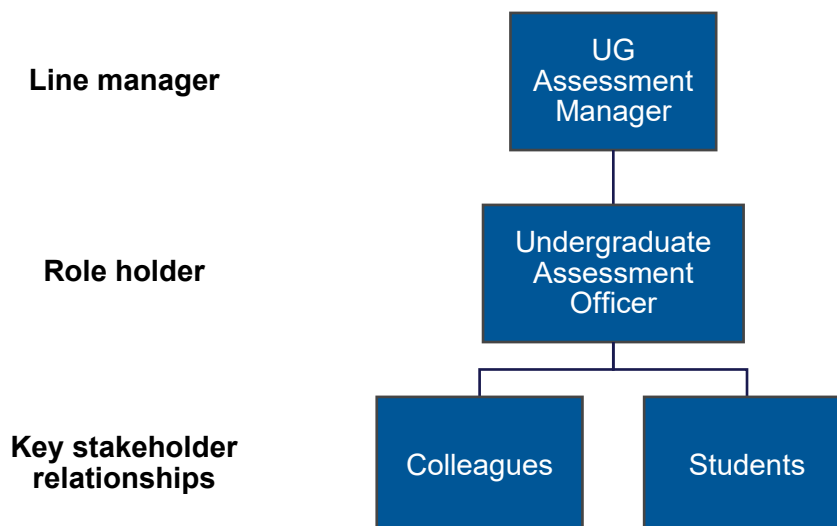 Line manager
UG
Assessment
Manager
Role holder
Undergraduate
Assessment
Officer
Key stakeholder
relationships
Colleagues
Students